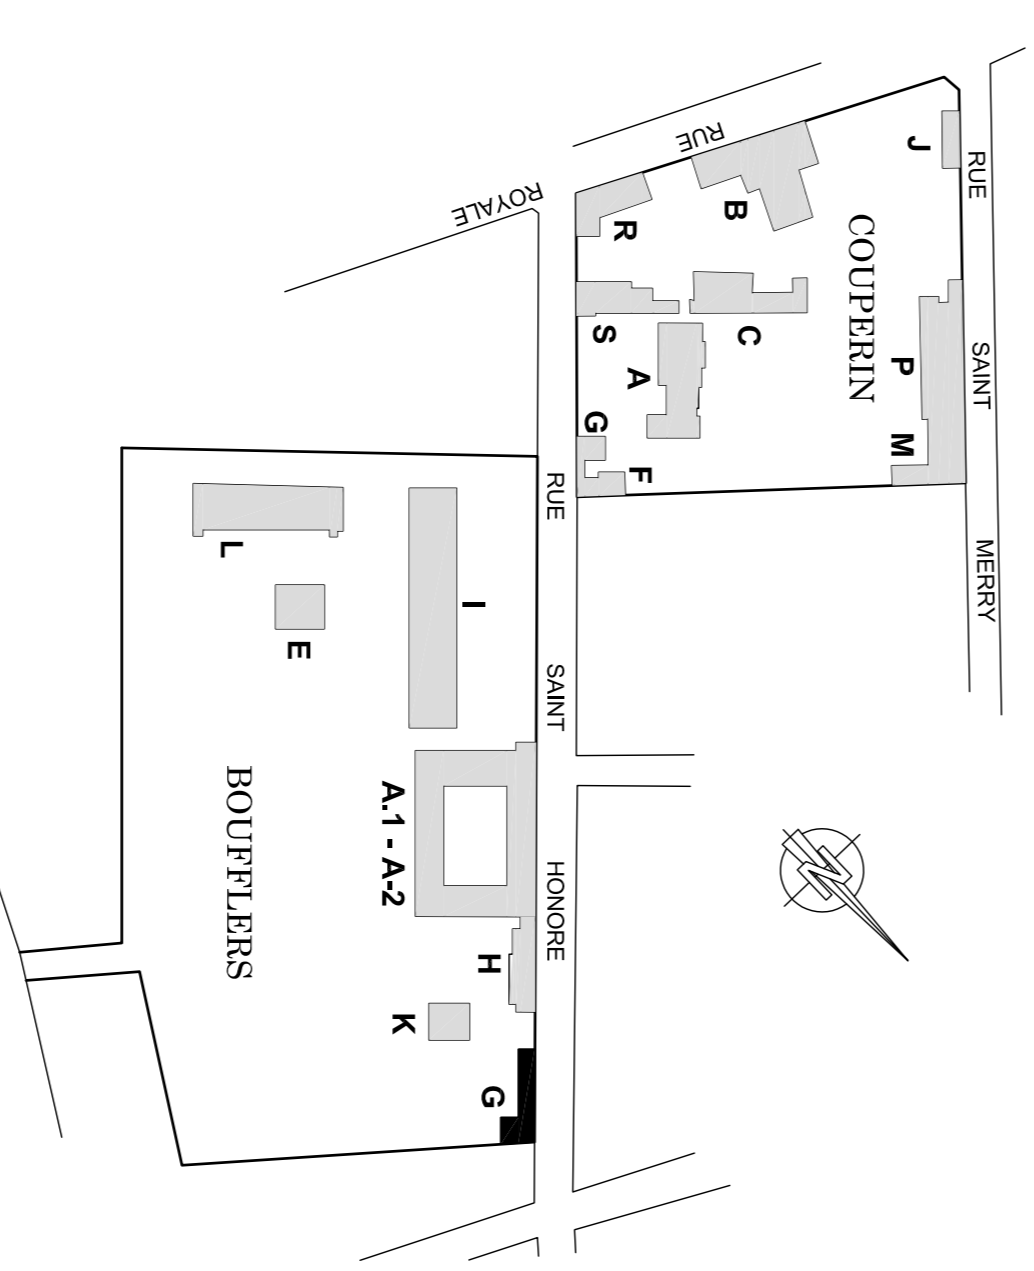 RUE
SAINT
MERRY
J
P
M
COUPERIN
RUE
ROYALE
B
R
C
S
A
G
F
RUE
SAINT
HONORE
I
L
E
A.1 - A-2
H
K
G
BOUFFLERS
N